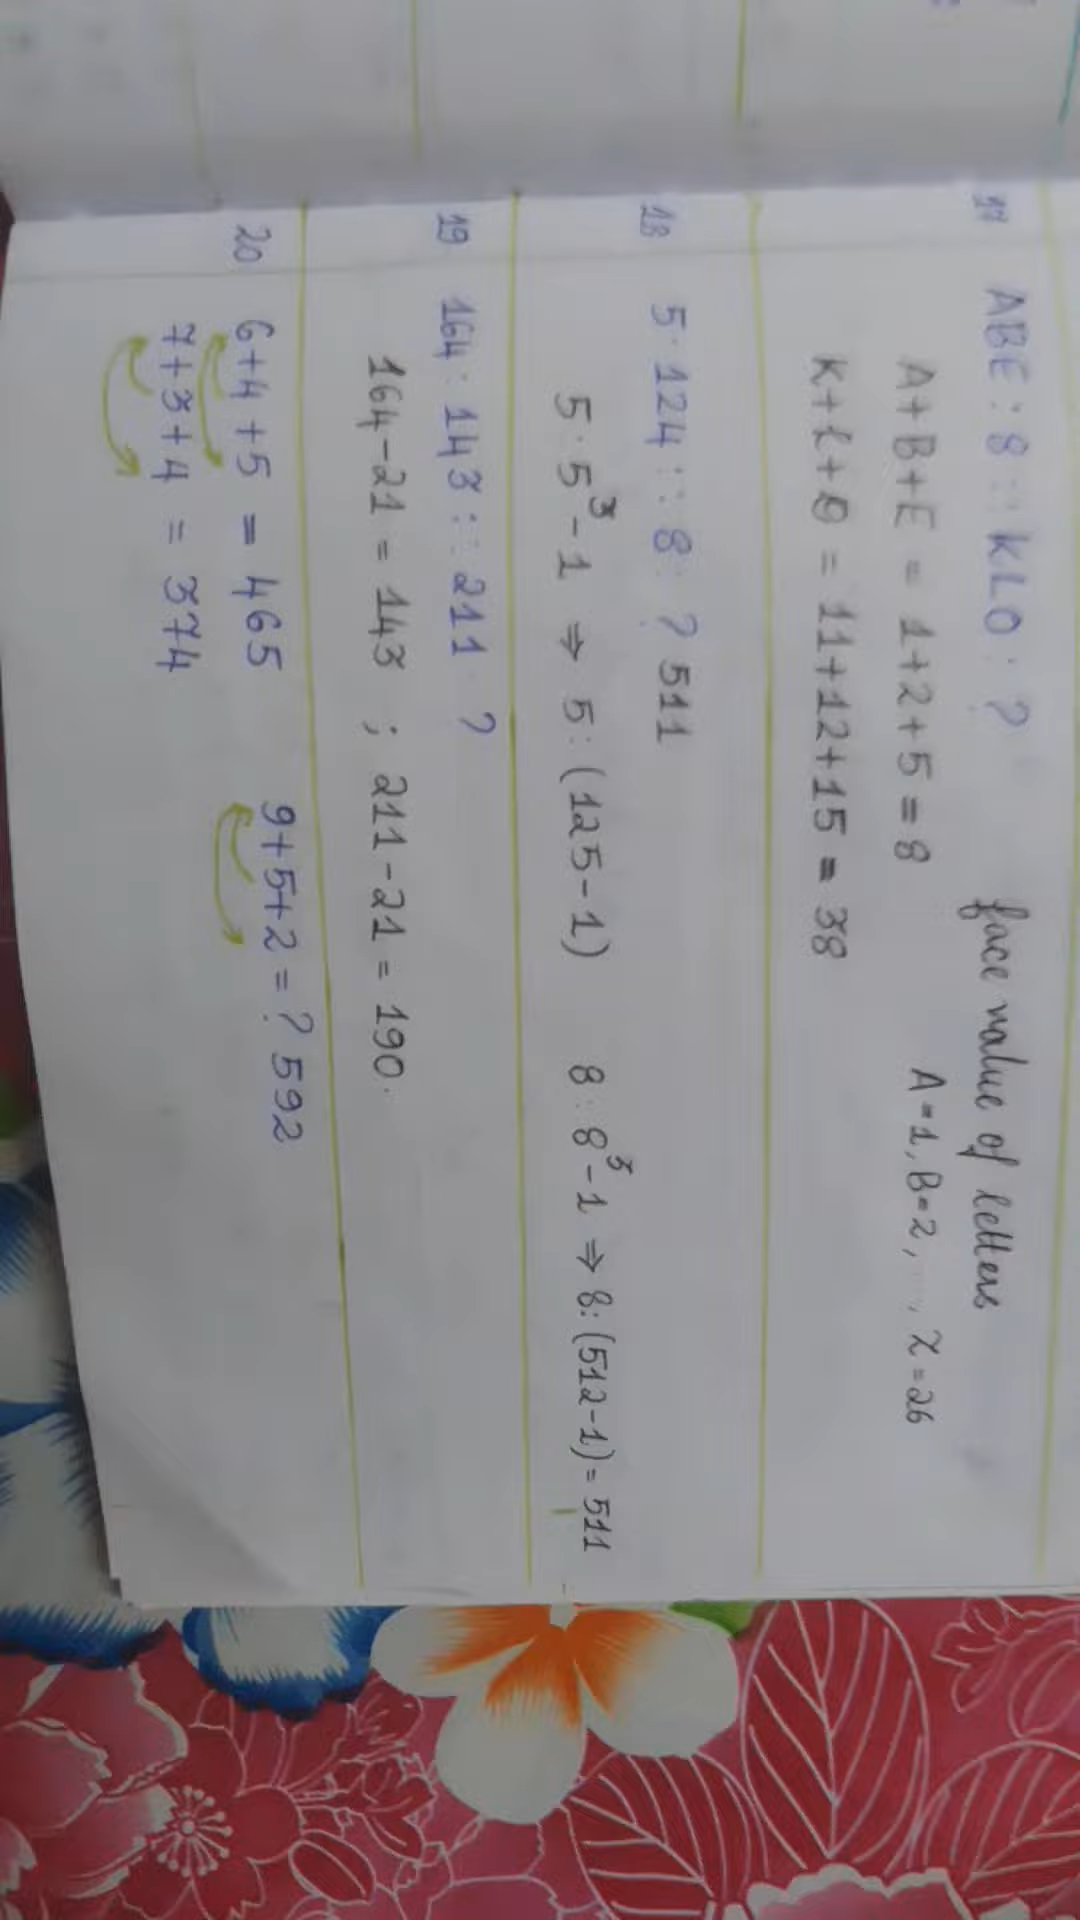 17 ABE : 8 :: KLO : ?
face value of letters
A+B+E = 1+2+5 = 8 A=1, B=2, .., Z=26
K+L+O = 11+12+15 = 38
18 5 : 124 :: 8 : ? 511
5 : 5³-1 ⇒ 5 : (125-1) 8 : 8³-1 ⇒ 8 : (512-1) = 511
19 164 : 143 :: 211 : ?
164-21 = 143 ; 211-21 = 190.
20 6+4+5 = 465 9+5+2 = ? 592
7+3+4 = 374